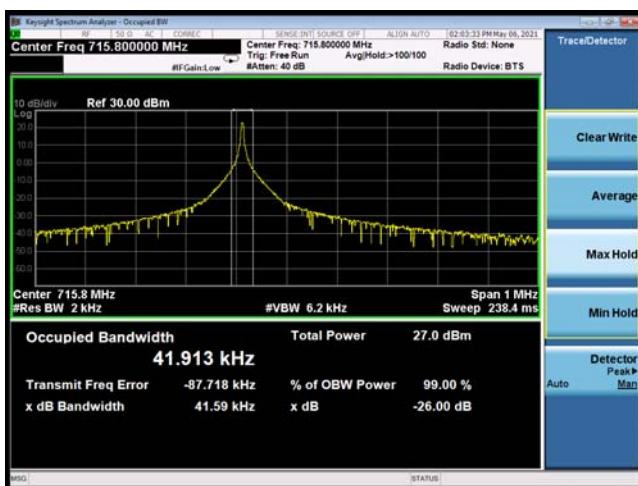 Keysight Spectrum Analyzer - Occupied BW
RF 50 Ω AC CORREC SENSE:INT SOURCE OFF ALIGN AUTO 02:03:33 PM May 06, 2021
Center Freq 715.800000 MHz
Center Freq: 715.800000 MHz
Radio Std: None
Trig: Free Run Avg|Hold:>100/100
#IFGain:Low
#Atten: 40 dB
Radio Device: BTS
Trace/Detector
10 dB/div Ref 30.00 dBm
Log
20.0
10.0
0.00
-10.0
-20.0
-30.0
-40.0
-50.0
-60.0
Center 715.8 MHz
Span 1 MHz
#Res BW 2 kHz
#VBW 6.2 kHz
Sweep 238.4 ms
Occupied Bandwidth
41.913 kHz
Total Power 27.0 dBm
Transmit Freq Error -87.718 kHz
% of OBW Power 99.00 %
x dB Bandwidth 41.59 kHz
x dB -26.00 dB
Clear Write
Average
Max Hold
Min Hold
Detector
Peak▶
Auto Man
MSG
STATUS